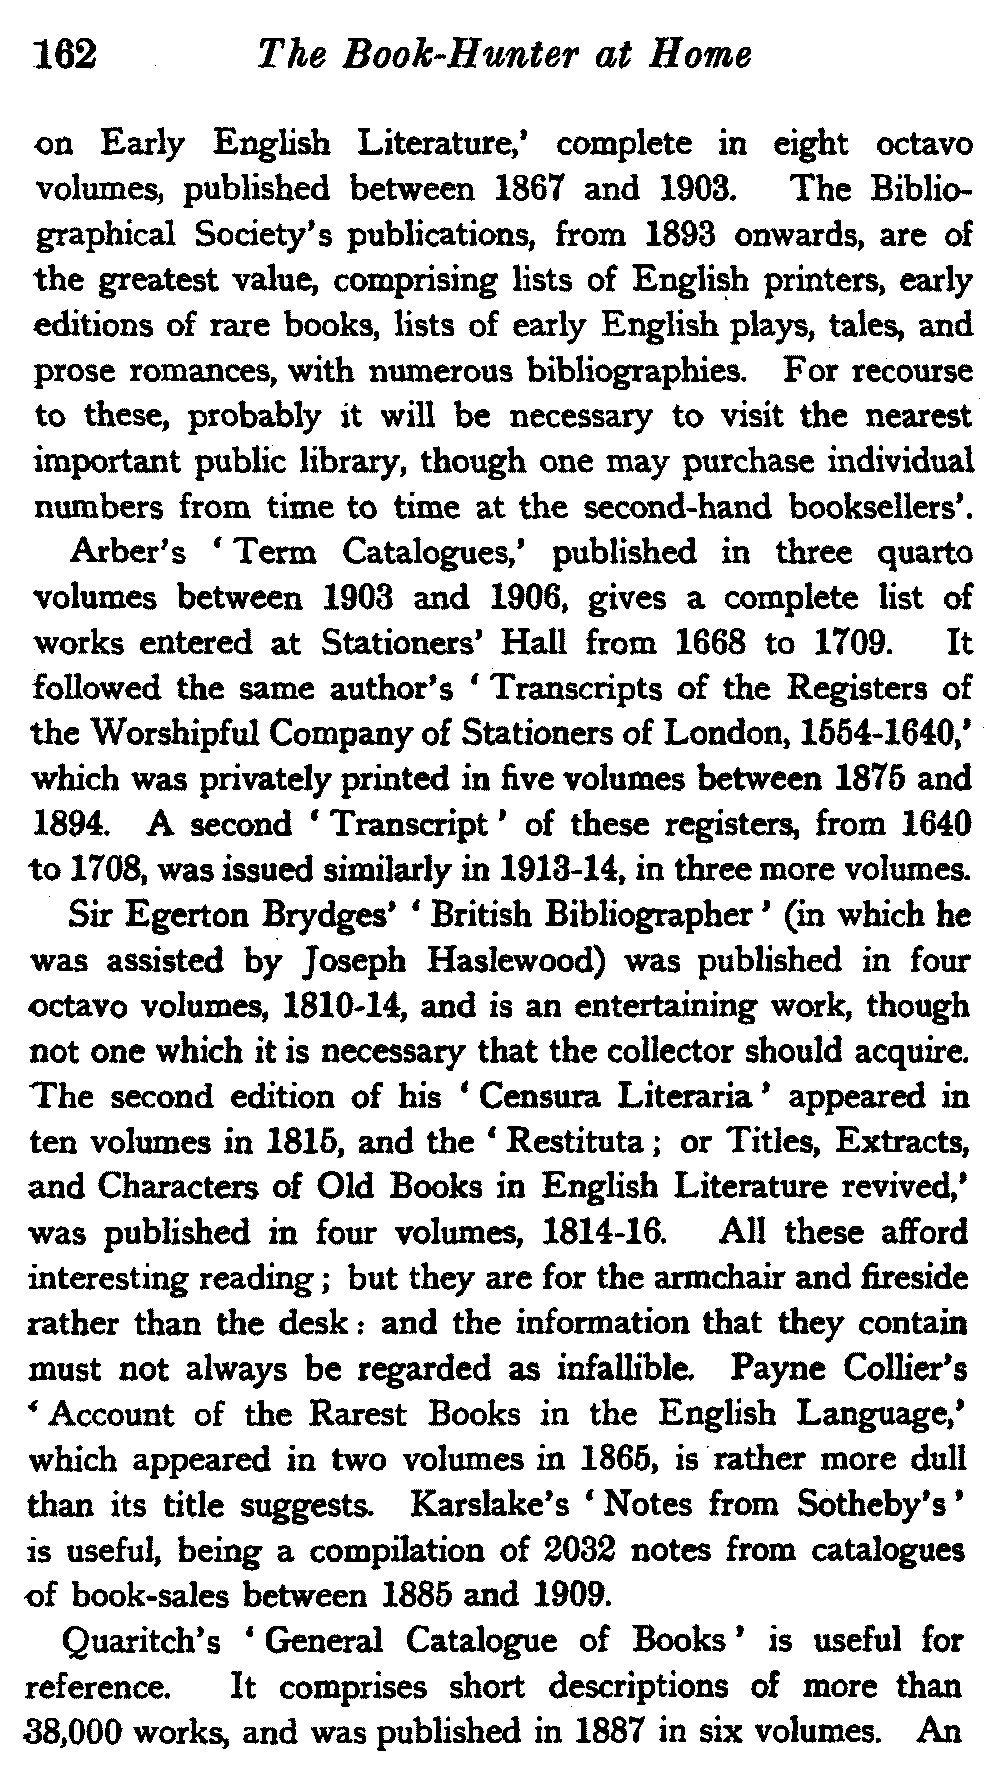 162 The Book-Hunter at Home
on Early English Literature,’ complete in eight octavo
volumes, published between 1867 and 1903. The Biblio-
graphical Society’s publications, from 1893 onwards, are of
the greatest value, comprising lists of English printers, early
editions of rare books, lists of early English plays, tales, and
prose romances, with numerous bibliographies. For recourse
to these, probably it will be necessary to visit the nearest
important public library, though one may purchase individual
numbers from time to time at the second-hand booksellers’.
Arber’s ‘ Term Catalogues,’ published in three quarto
volumes between 1903 and 1906, gives a complete list of
works entered at Stationers’ Hall from 1668 to 1709. It
followed the same author’s ‘ Transcripts of the Registers of
the Worshipful Company of Stationers of London, 1554-1640,’
which was privately printed in five volumes between 1875 and
1894. A second ‘ Transcript ’ of these registers, from 1640
to 1708, was issued similarly in 1913-14, in three more volumes.
Sir Egerton Brydges’ ‘ British Bibliographer ’ (in which he
was assisted by Joseph Haslewood) was published in four
octavo volumes, 1810-14, and is an entertaining work, though
not one which it is necessary that the collector should acquire.
The second edition of his ‘ Censura Literaria ’ appeared in
ten volumes in 1815, and the ‘ Restituta ; or Titles, Extracts,
and Characters of Old Books in English Literature revived,’
was published in four volumes, 1814-16. All these afford
interesting reading ; but they are for the armchair and fireside
rather than the desk : and the information that they contain
must not always be regarded as infallible. Payne Collier’s
‘ Account of the Rarest Books in the English Language,’
which appeared in two volumes in 1865, is rather more dull
than its title suggests. Karslake’s ‘ Notes from Sotheby’s ’
is useful, being a compilation of 2032 notes from catalogues
of book-sales between 1885 and 1909.
Quaritch’s ‘ General Catalogue of Books ’ is useful for
reference. It comprises short descriptions of more than
38,000 works, and was published in 1887 in six volumes. An